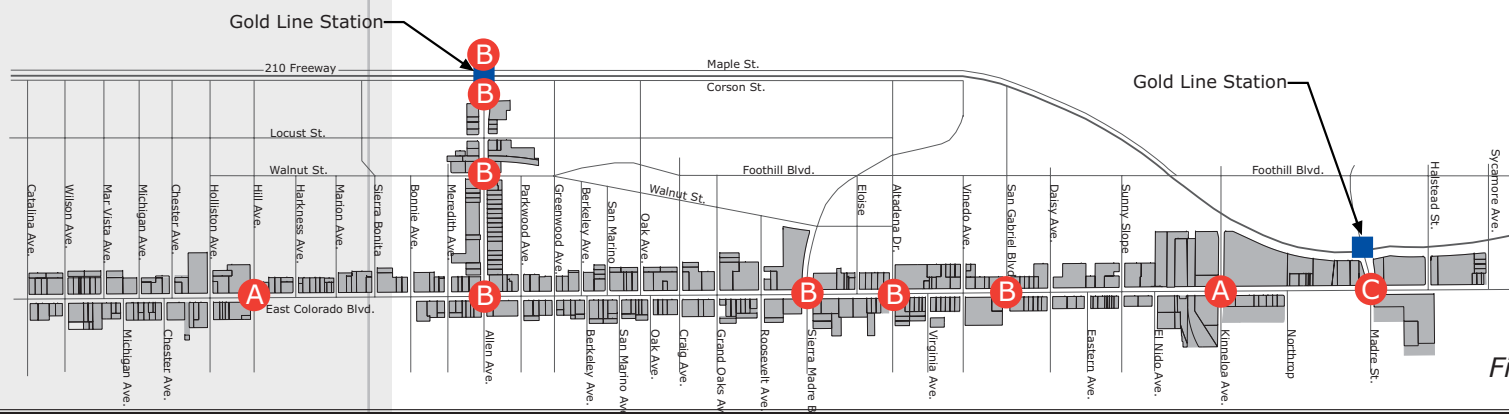 Gold Line Station
B
210 Freeway
Maple St.
B
Corson St.
Gold Line Station
Locust St.
B
Walnut St.
Foothill Blvd.
Foothill Blvd.
Walnut St.
Catalina Ave.
Wilson Ave.
Mar Vista Ave.
Michigan Ave.
Chester Ave.
Holliston Ave.
Hill Ave.
Harkness Ave.
Marion Ave.
Sierra Bonita
Bonnie Ave.
Meredith Ave.
Parkwood Ave.
Greenwood Ave.
Berkeley Ave.
San Marino
Oak Ave.
Eloise
Altadena Dr.
Vinedo Ave.
San Gabriel Blvd
Daisy Ave.
Sunny Slope
Halstead St.
Sycamore Ave.
A
B
B
B
B
A
C
East Colorado Blvd.
Michigan Ave.
Chester Ave.
Allen Ave.
Berkeley Ave.
San Marino Av
Oak Ave.
Craig Ave.
Grand Oaks Av
Roosevelt Ave.
Sierra Madre B
Virginia Ave.
Eastern Ave.
El Nido Ave.
Kinneloa Ave.
Northrop
Madre St.
Fi